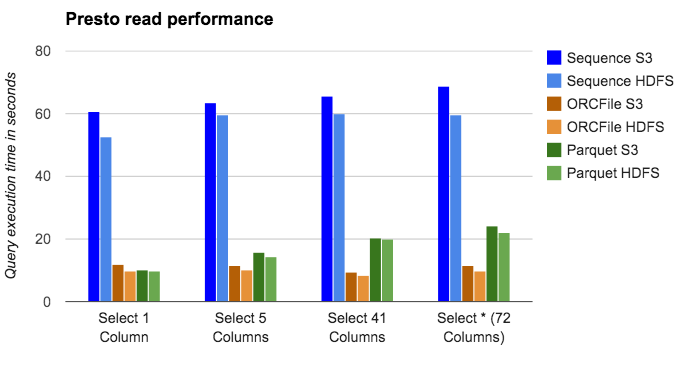 Presto read performance
Query execution time in seconds
80
60
40
20
0
Select 1
Column
Select 5
Columns
Select 41
Columns
Select * (72
Columns)
Sequence S3
Sequence HDFS
ORCFile S3
ORCFile HDFS
Parquet S3
Parquet HDFS